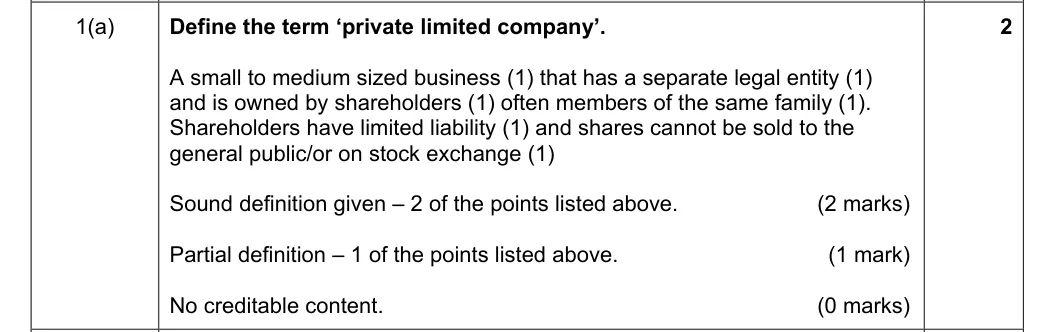 1(a) Define the term ‘private limited company’. 2
A small to medium sized business (1) that has a separate legal entity (1)
and is owned by shareholders (1) often members of the same family (1).
Shareholders have limited liability (1) and shares cannot be sold to the
general public/or on stock exchange (1)
Sound definition given – 2 of the points listed above. (2 marks)
Partial definition – 1 of the points listed above. (1 mark)
No creditable content. (0 marks)